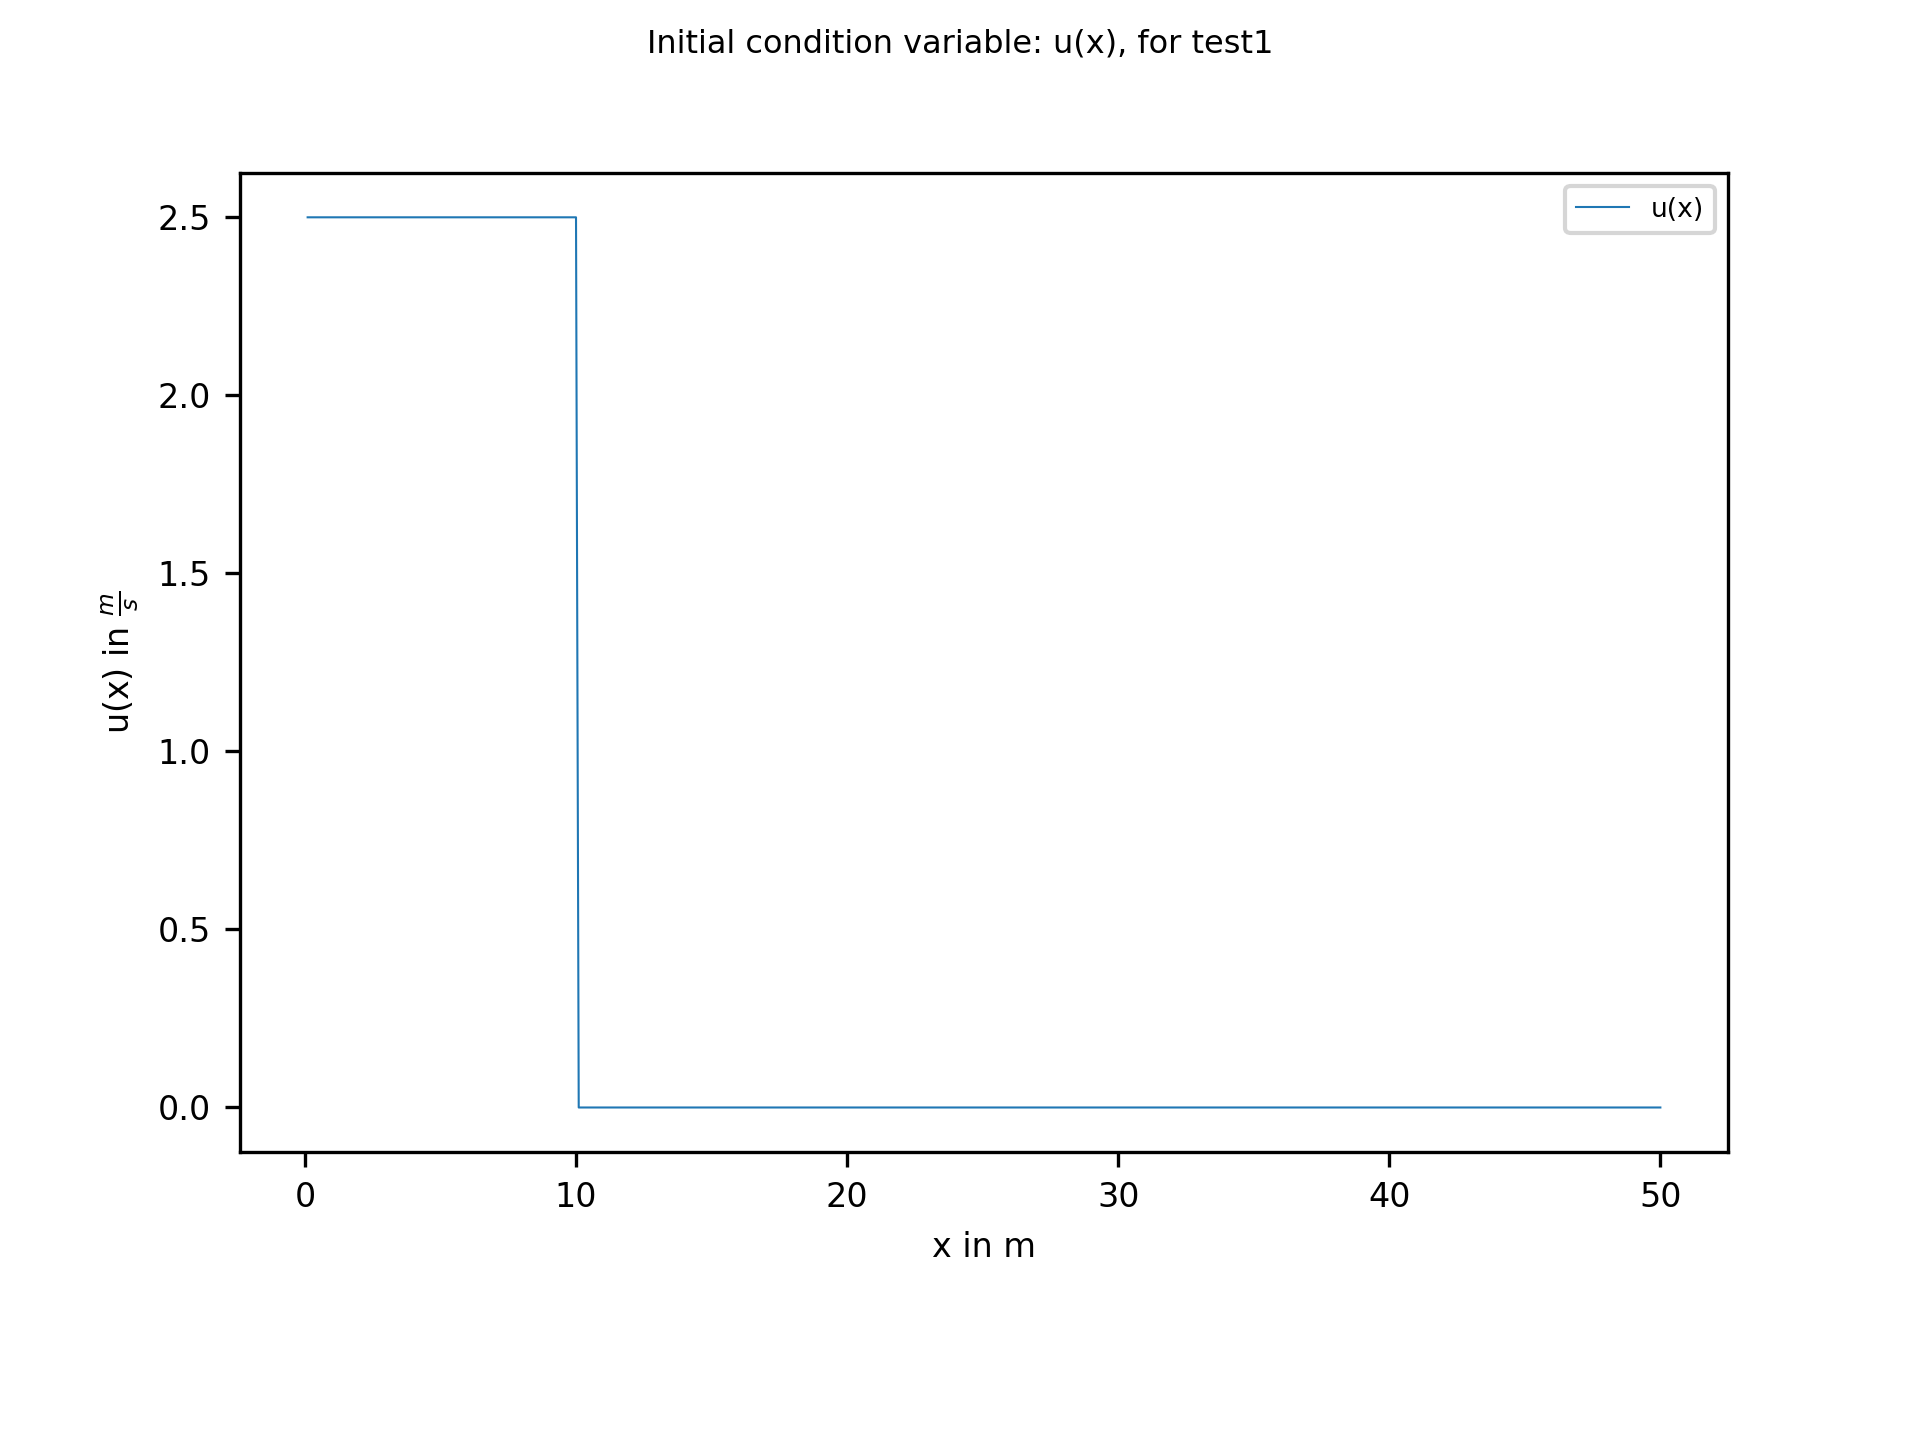 Initial condition variable: u(x), for test1
u(x)
2.5
2.0
1.5
1.0
0.5
0.0
u(x) in m/s
0 10 20 30 40 50
x in m